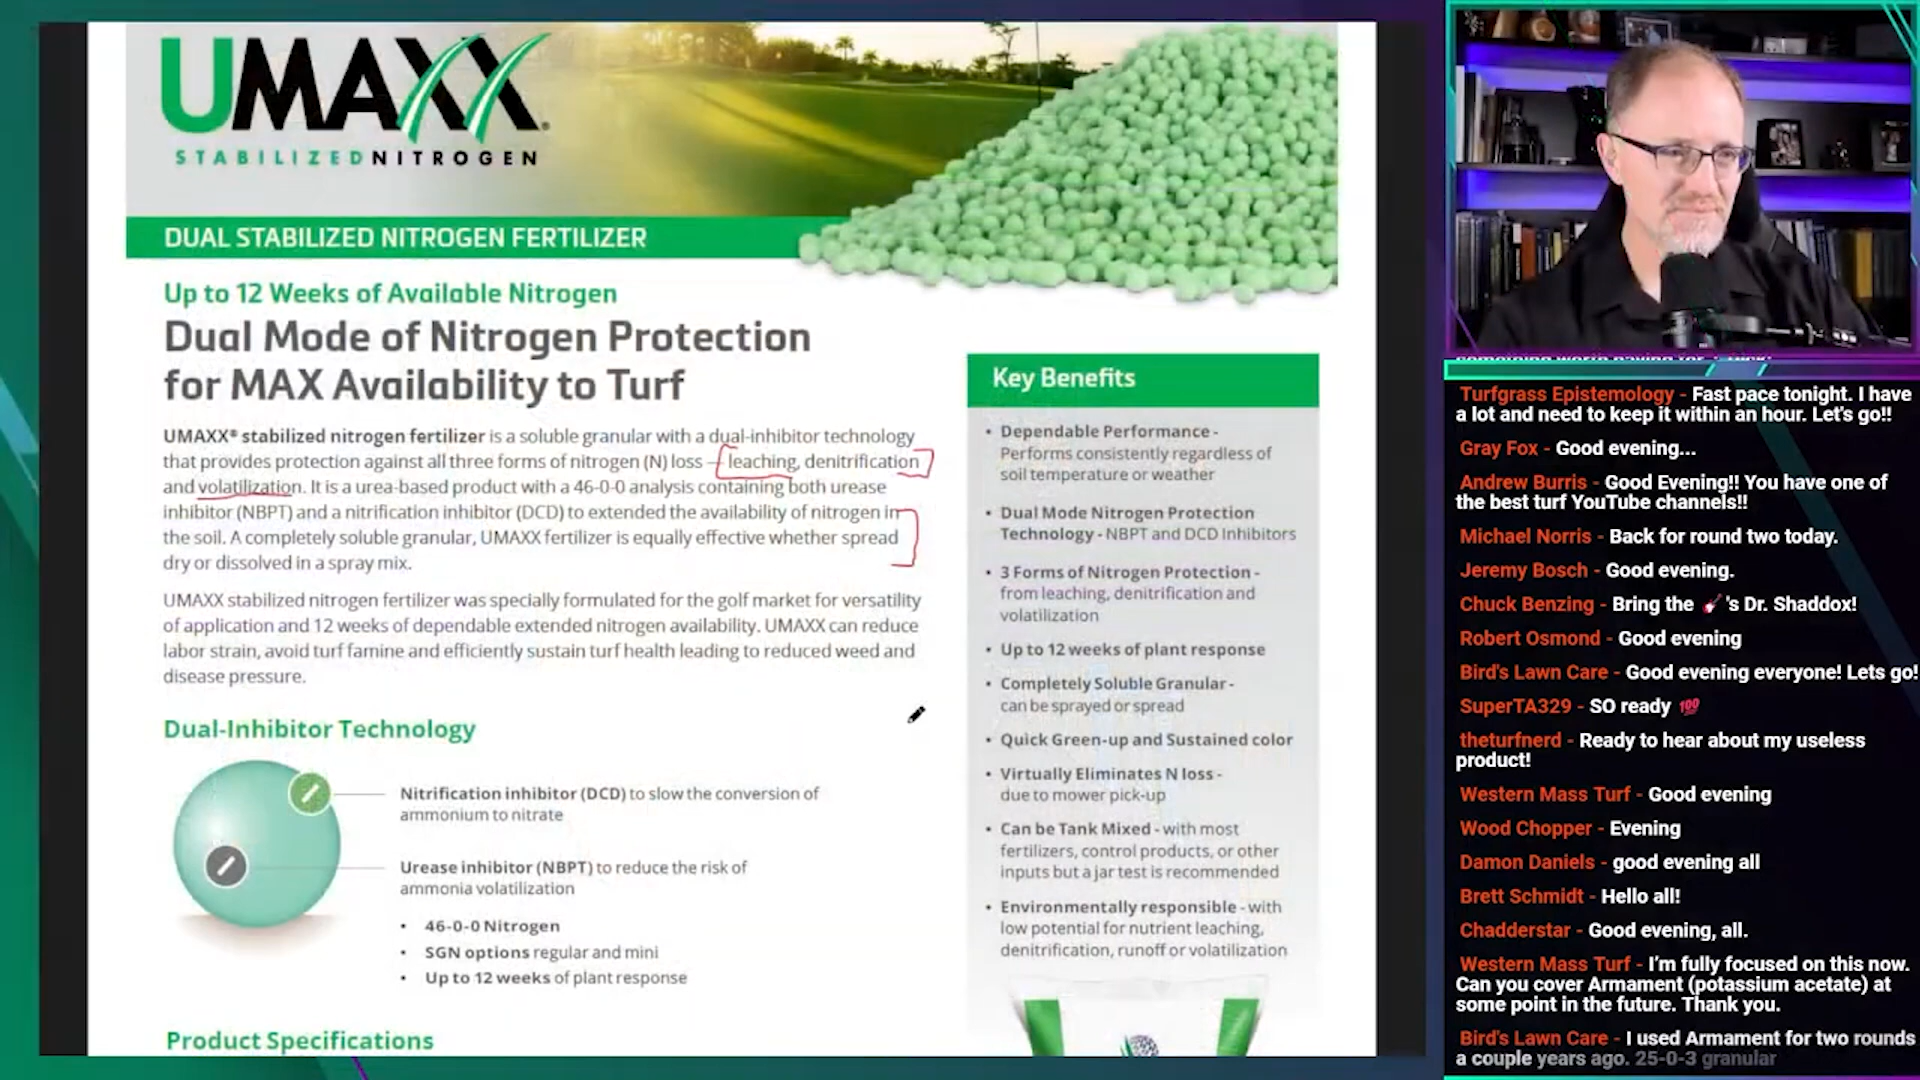 UMAXX®
STABILIZEDNITROGEN
DUAL STABILIZED NITROGEN FERTILIZER
Up to 12 Weeks of Available Nitrogen
Dual Mode of Nitrogen Protection
for MAX Availability to Turf
UMAXX® stabilized nitrogen fertilizer is a soluble granular with a dual-inhibitor technology
that provides protection against all three forms of nitrogen (N) loss – leaching, denitrification
and volatilization. It is a urea-based product with a 46-0-0 analysis containing both urease
inhibitor (NBPT) and a nitrification inhibitor (DCD) to extended the availability of nitrogen in
the soil. A completely soluble granular, UMAXX fertilizer is equally effective whether spread
dry or dissolved in a spray mix.
UMAXX stabilized nitrogen fertilizer was specially formulated for the golf market for versatility
of application and 12 weeks of dependable extended nitrogen availability. UMAXX can reduce
labor strain, avoid turf famine and efficiently sustain turf health leading to reduced weed and
disease pressure.
Dual-Inhibitor Technology
Nitrification inhibitor (DCD) to slow the conversion of
ammonium to nitrate
Urease inhibitor (NBPT) to reduce the risk of
ammonia volatilization
• 46-0-0 Nitrogen
• SGN options regular and mini
• Up to 12 weeks of plant response
Product Specifications
Key Benefits
• Dependable Performance -
Performs consistently regardless of
soil temperature or weather
• Dual Mode Nitrogen Protection
Technology - NBPT and DCD Inhibitors
• 3 Forms of Nitrogen Protection -
from leaching, denitrification and
volatilization
• Up to 12 weeks of plant response
• Completely Soluble Granular -
can be sprayed or spread
• Quick Green-up and Sustained color
• Virtually Eliminates N loss -
due to mower pick-up
• Can be Tank Mixed - with most
fertilizers, control products, or other
inputs but a jar test is recommended
• Environmentally responsible - with
low potential for nutrient leaching,
denitrification, runoff or volatilization
Turfgrass Epistemology - Fast pace tonight. I have
a lot and need to keep it within an hour. Let's go!!
Gray Fox - Good evening...
Andrew Burris - Good Evening!! You have one of
the best turf YouTube channels!!
Michael Norris - Back for round two today.
Jeremy Bosch - Good evening.
Chuck Benzing - Bring the 🎸's Dr. Shaddox!
Robert Osmond - Good evening
Bird's Lawn Care - Good evening everyone! Lets go!
SuperTA329 - SO ready 💯
theturfnerd - Ready to hear about my useless
product!
Western Mass Turf - Good evening
Wood Chopper - Evening
Damon Daniels - good evening all
Brett Schmidt - Hello all!
Chadderstar - Good evening, all.
Western Mass Turf - I'm fully focused on this now.
Can you cover Armament (potassium acetate) at
some point in the future. Thank you.
Bird's Lawn Care - I used Armament for two rounds
a couple years ago. 25-0-3 granular